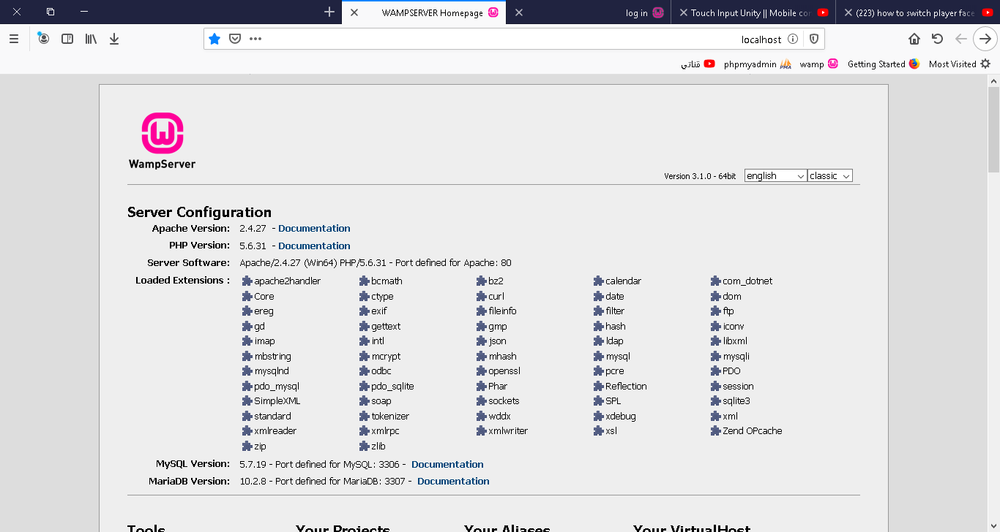 WAMPSERVER Homepage
log in
Touch Input Unity || Mobile cor
(223) how to switch player face
localhost
قناتي
phpmyadmin
wamp
Getting Started
Most Visited
WampServer
Version 3.1.0 - 64bit english classic
Server Configuration
Apache Version: 2.4.27 - Documentation
PHP Version: 5.6.31 - Documentation
Server Software: Apache/2.4.27 (Win64) PHP/5.6.31 - Port defined for Apache: 80
Loaded Extensions : apache2handler bcmath bz2 calendar com_dotnet
Core ctype curl date dom
ereg exif fileinfo filter ftp
gd gettext gmp hash iconv
imap intl json ldap libxml
mbstring mcrypt mhash mysql mysqli
mysqlnd odbc openssl pcre PDO
pdo_mysql pdo_sqlite Phar Reflection session
SimpleXML soap sockets SPL sqlite3
standard tokenizer wddx xdebug xml
xmlreader xmlrpc xmlwriter xsl Zend OPcache
zip zlib
MySQL Version: 5.7.19 - Port defined for MySQL: 3306 - Documentation
MariaDB Version: 10.2.8 - Port defined for MariaDB: 3307 - Documentation
Tools Your Projects Your Aliases Your VirtualHost